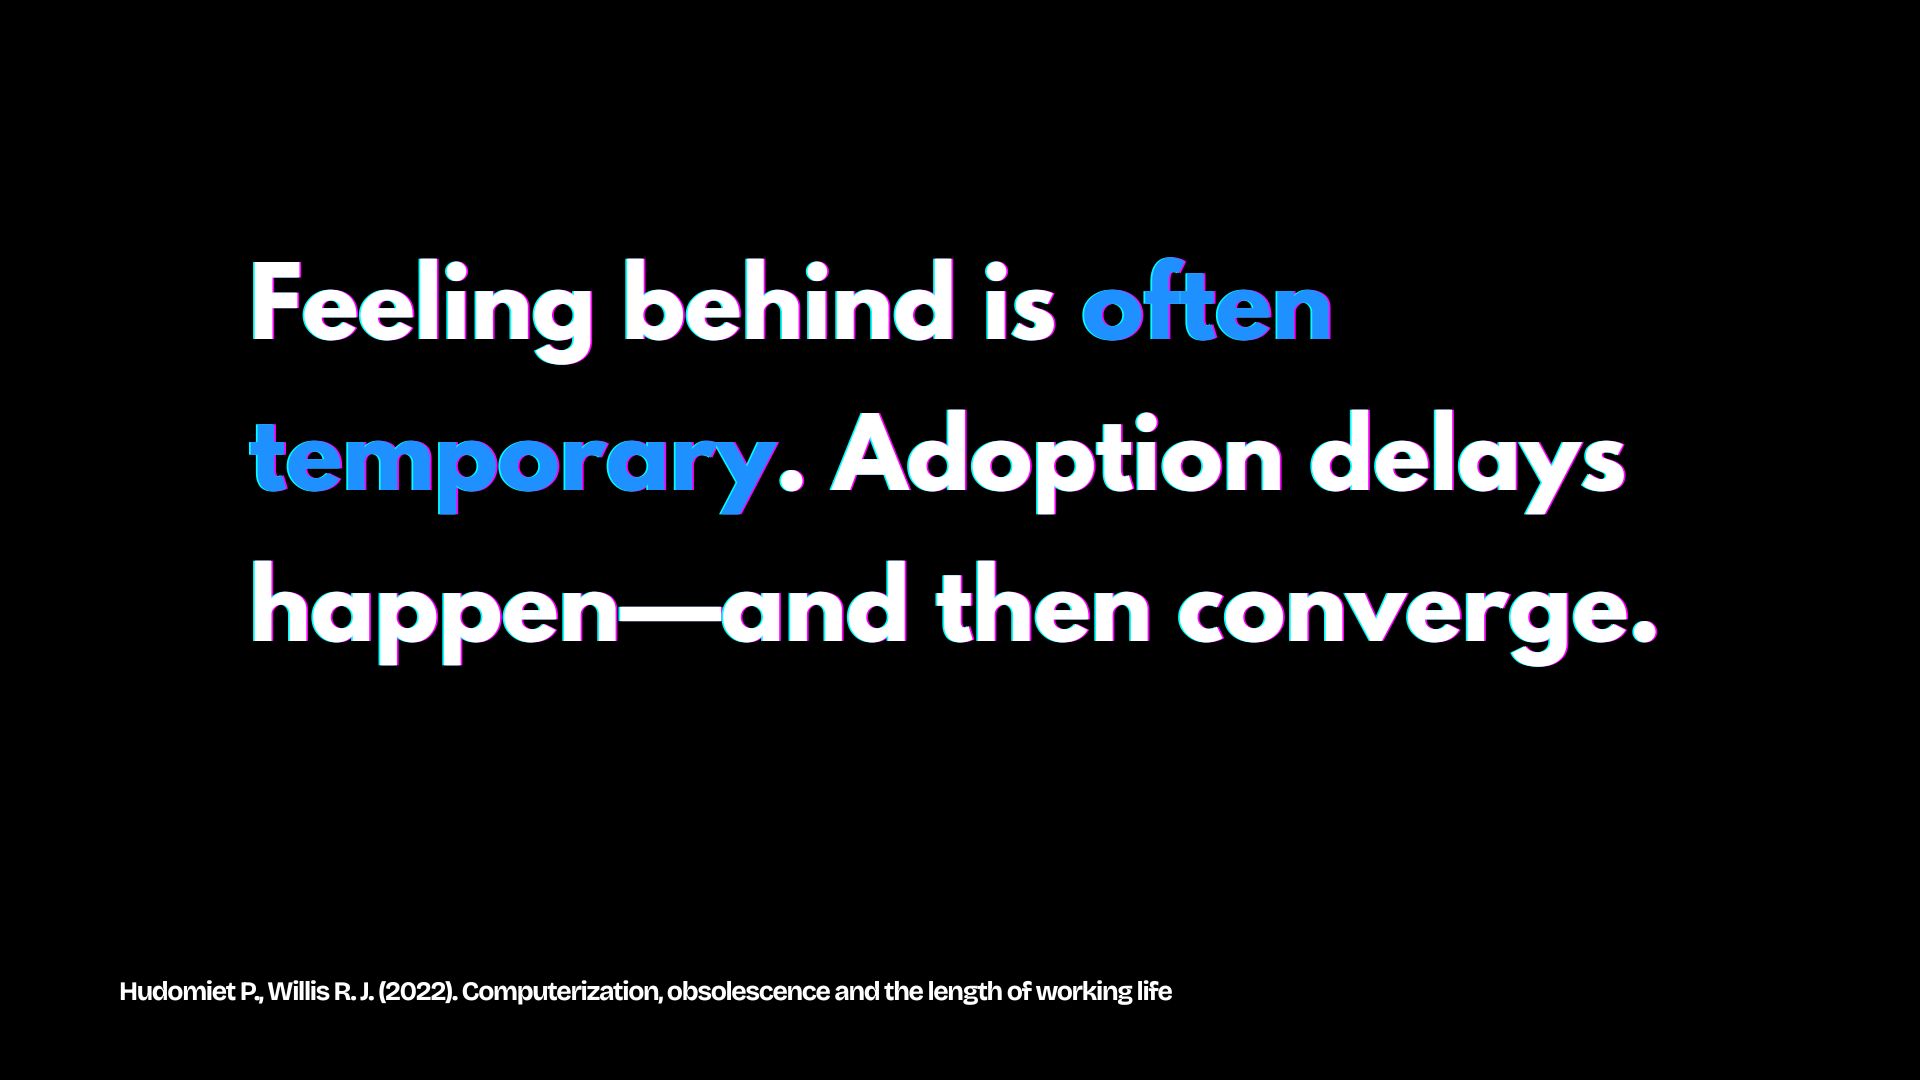 Feeling behind is often
temporary. Adoption delays
happen—and then converge.
Hudomiet P., Willis R. J. (2022). Computerization, obsolescence and the length of working life